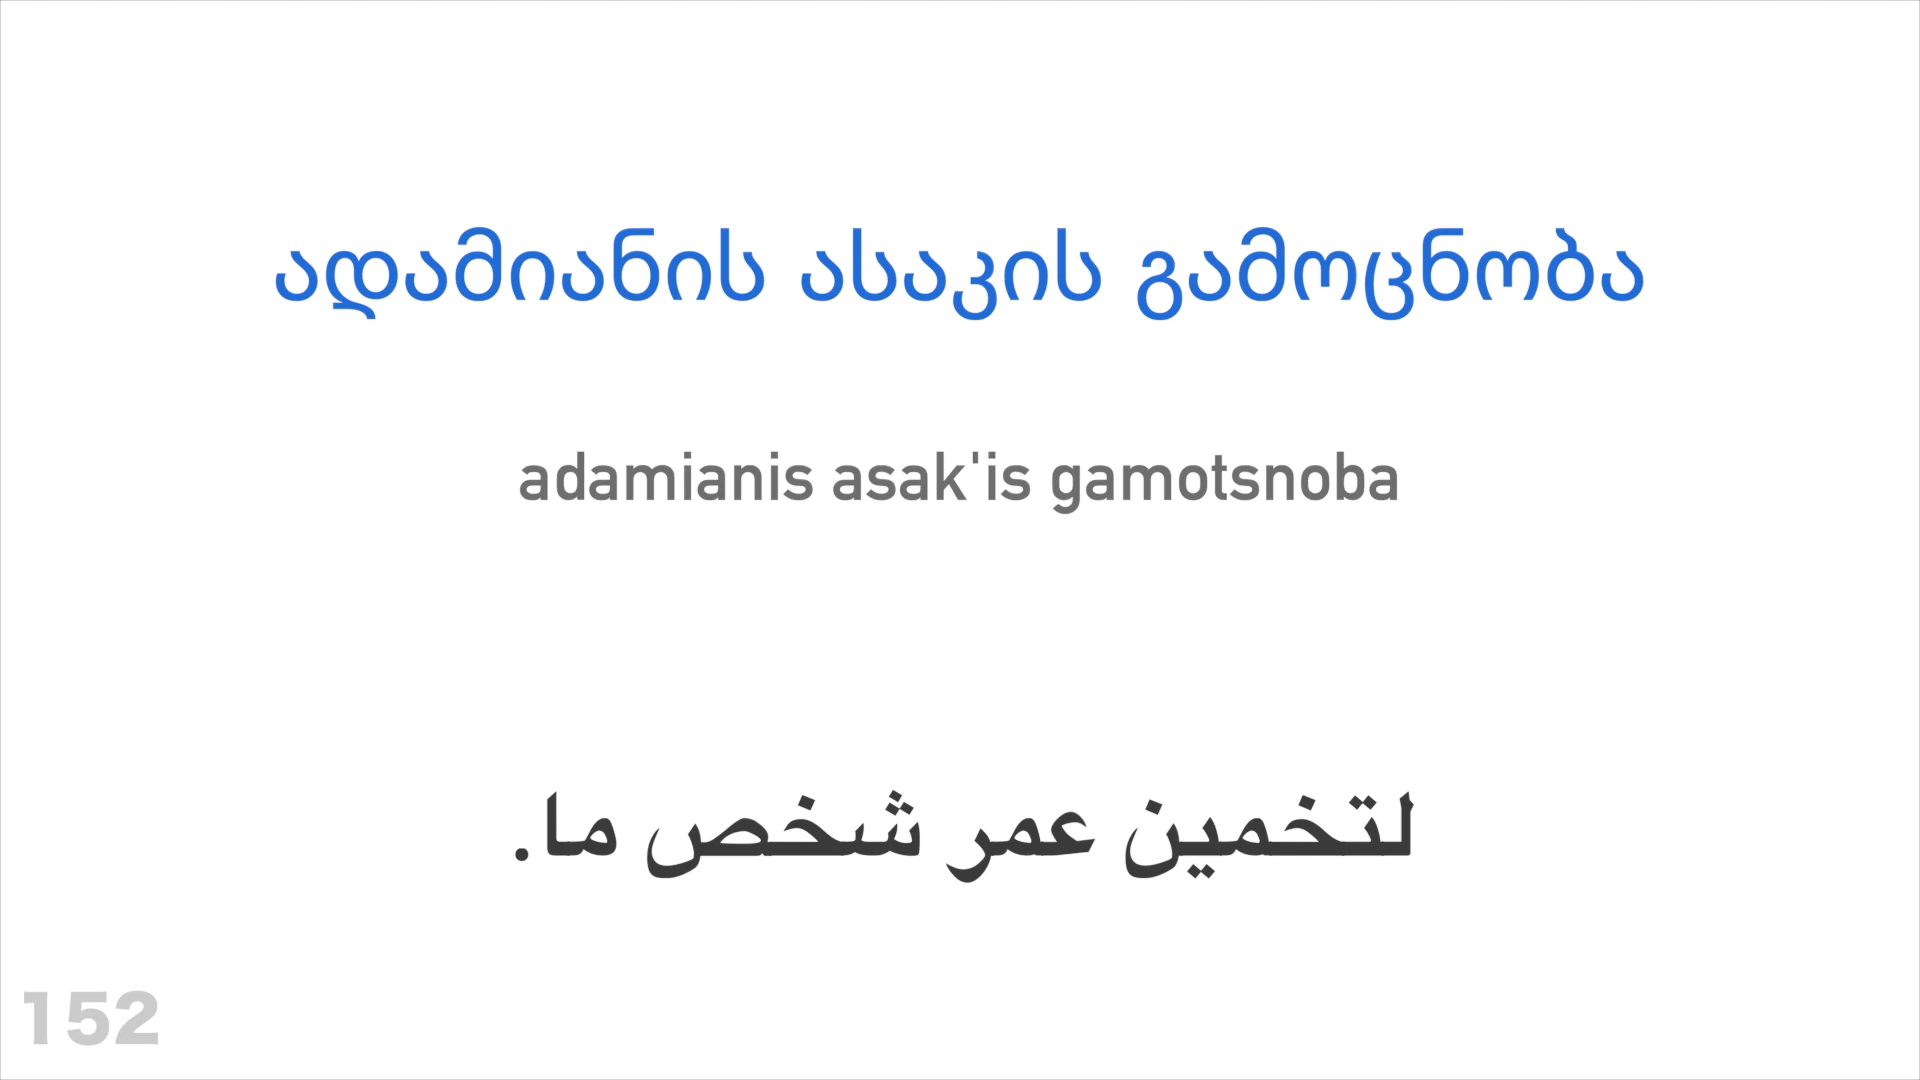 ადამიანის ასაკის გამოცნობა
adamianis asak'is gamotsnoba
لتخمين عمر شخص ما.
152